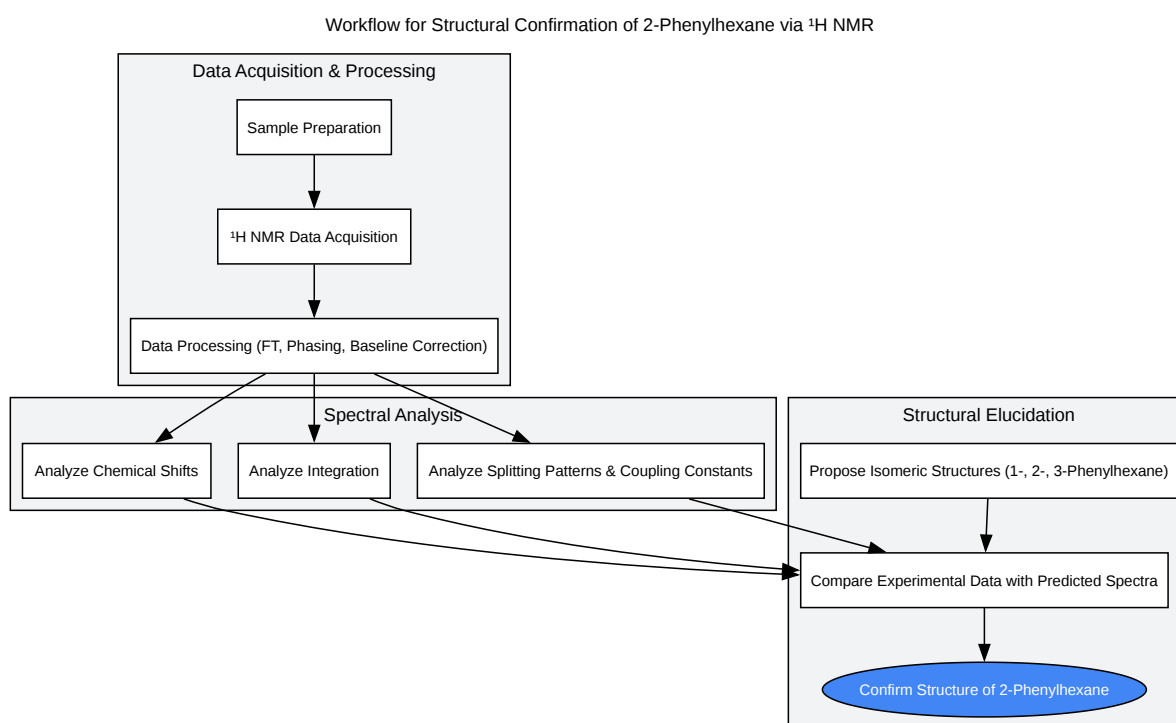 Workflow for Structural Confirmation of 2-Phenylhexane via ¹H NMR
Data Acquisition & Processing
Sample Preparation
¹H NMR Data Acquisition
Data Processing (FT, Phasing, Baseline Correction)
Spectral Analysis
Analyze Chemical Shifts
Analyze Integration
Analyze Splitting Patterns & Coupling Constants
Structural Elucidation
Propose Isomeric Structures (1-, 2-, 3-Phenylhexane)
Compare Experimental Data with Predicted Spectra
Confirm Structure of 2-Phenylhexane